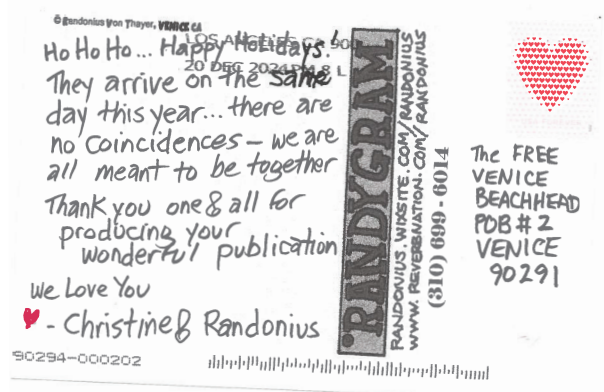 © Randonius Von Thayer, VENICE CA
LOS ANGELES CA 900
20 DEC 2024 PM 8 L
Ho Ho Ho... Happy Holidays!
They arrive on the same
day this year... there are
no coincidences – we are
all meant to be together
Thank you one & all for
producing your
wonderful publication
We Love You
- Christine & Randonius
90294-000202
RANDYGRAM
RANDONIUS.WIXSITE.COM/RANDONIUS
WWW.REVERBNATION.COM/RANDONIUS
(310) 699-6014
The FREE
VENICE
BEACHHEAD
POB # 2
VENICE
90291